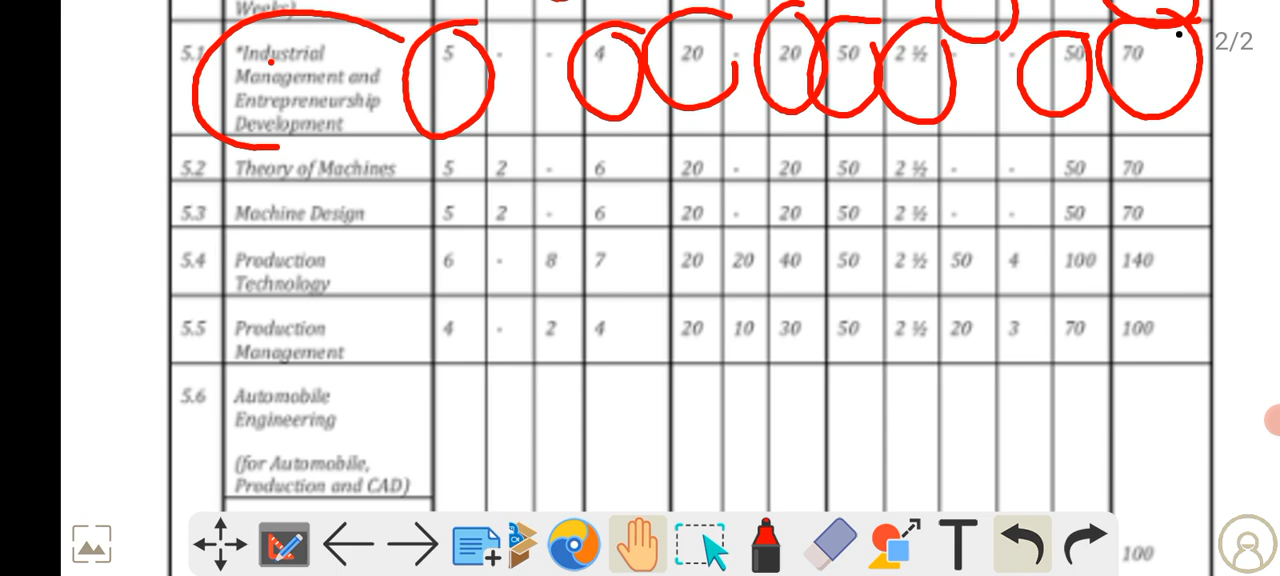 Weeks)
5.1 *Industrial 5 - - 4 20 - 20 50 2 ½ - - 50 70 2/2
Management and
Entrepreneurship
Development
5.2 Theory of Machines 5 2 - 6 20 - 20 50 2 ½ - - 50 70
5.3 Machine Design 5 2 - 6 20 - 20 50 2 ½ - - 50 70
5.4 Production 6 - 8 7 20 20 40 50 2 ½ 50 4 100 140
Technology
5.5 Production 4 - 2 4 20 10 30 50 2 ½ 20 3 70 100
Management
5.6 Automobile
Engineering
(for Automobile,
Production and CAD)
100